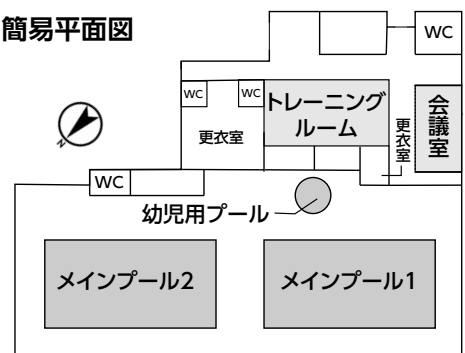 簡易平面図
WC
WC
WC
トレーニング
ルーム
会議室
更衣室
更衣室
N
WC
幼児用プール
メインプール2
メインプール1